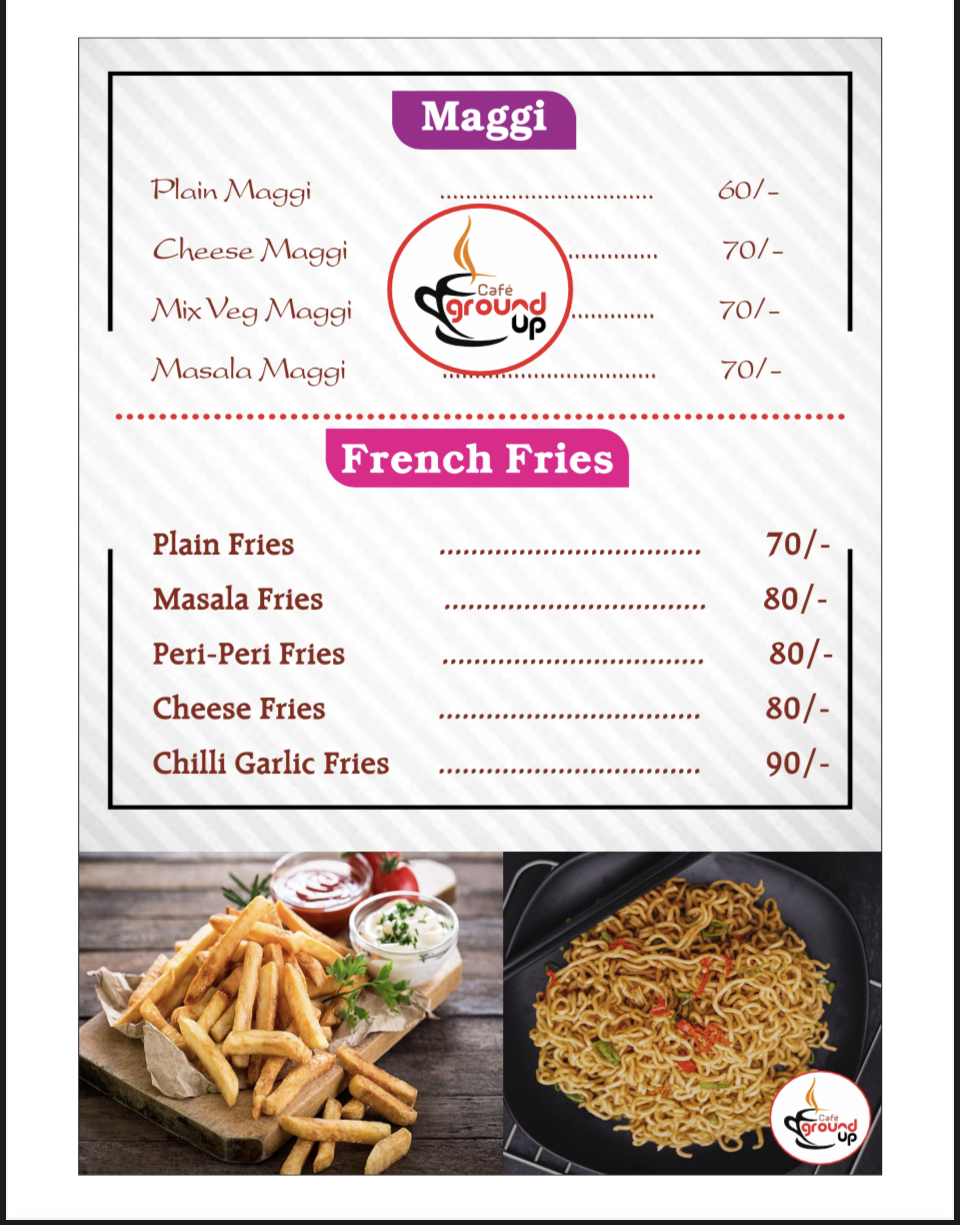 Maggi
Plain Maggi ................................ 60/-
Cheese Maggi .............. 70/-
Mix Veg Maggi ............. 70/-
Masala Maggi ................................ 70/-
Café
ground
up
French Fries
Plain Fries ................................. 70/-
Masala Fries ................................. 80/-
Peri-Peri Fries ................................. 80/-
Cheese Fries ................................. 80/-
Chilli Garlic Fries ................................. 90/-
Café
ground
up